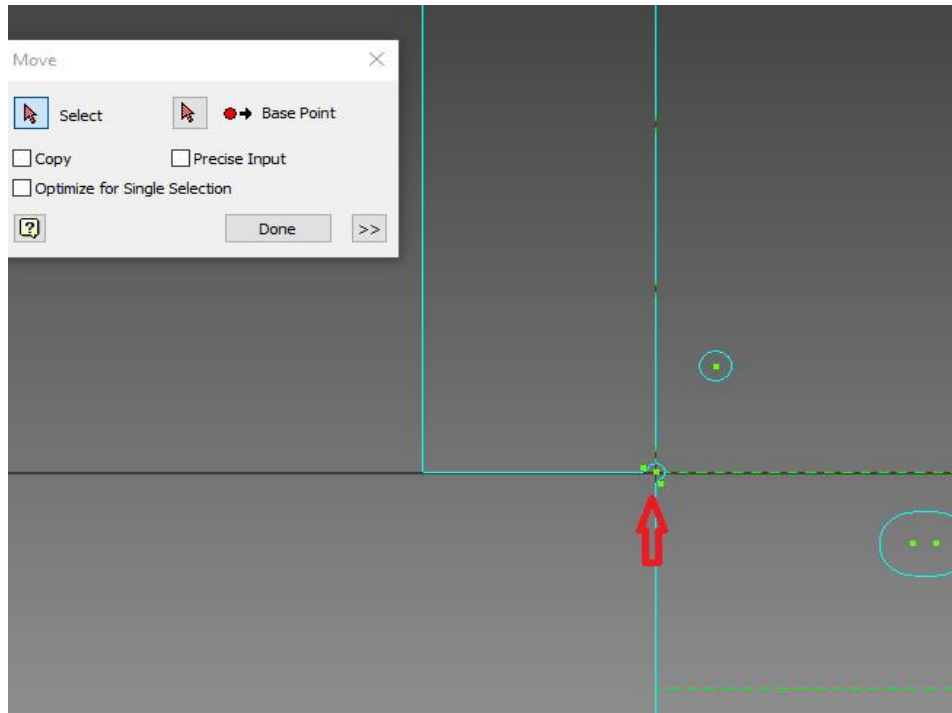 Move
Select
Base Point
Copy
Precise Input
Optimize for Single Selection
?
Done
>>